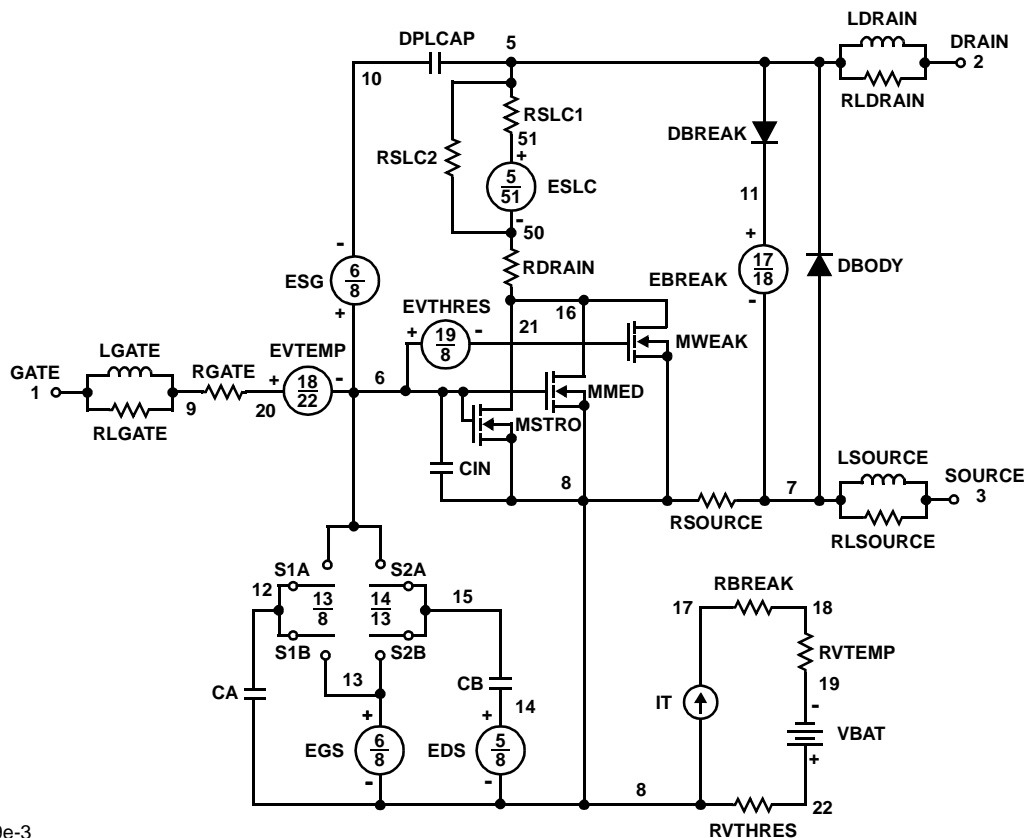 LDRAIN
DPLCAP
5
DRAIN
2
10
RLDRAIN
RSLC1
DBREAK
51
+
RSLC2
5
51
ESLC
11
-
50
-
+
17
18
EBREAK
DBODY
RDRAIN
6
8
ESG
EVTHRES
16
-
+
+
19
8
-
21
MWEAK
LGATE
EVTEMP
GATE
1
RGATE
+
18
22
-
6
MMED
9
20
MSTRO
RLGATE
LSOURCE
CIN
8
7
SOURCE
3
RSOURCE
RLSOURCE
S1A
S2A
12
13
8
14
13
15
RBREAK
17
18
S1B
S2B
RVTEMP
13
CB
19
CA
14
IT
-
+
+
VBAT
EGS
6
8
EDS
5
8
+
-
-
8
22
RVTHRES
9e-3